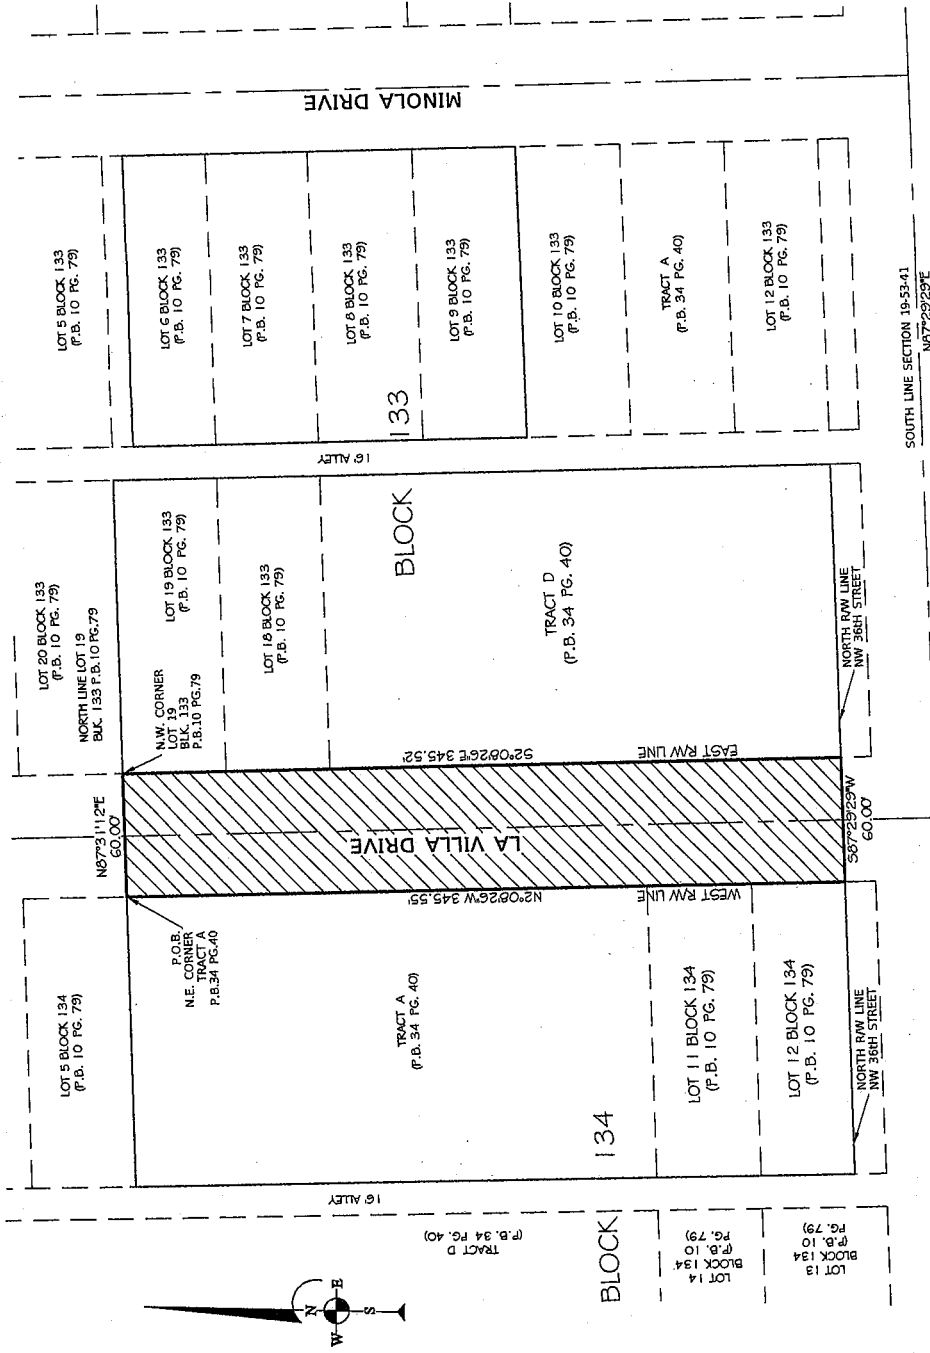 MINOLA DRIVE
LOT 5 BLOCK 133
(P.B. 10 PG. 79)
LOT 6 BLOCK 133
(P.B. 10 PG. 79)
LOT 7 BLOCK 133
(P.B. 10 PG. 79)
LOT 8 BLOCK 133
(P.B. 10 PG. 79)
LOT 9 BLOCK 133
(P.B. 10 PG. 79)
LOT 10 BLOCK 133
(P.B. 10 PG. 79)
TRACT A
(P.B. 34 PG. 40)
LOT 12 BLOCK 133
(P.B. 10 PG. 79)
SOUTH LINE SECTION 19-53-41
N87°29'29"E
133
16' ALLEY
BLOCK
LOT 20 BLOCK 133
(P.B. 10 PG. 79)
NORTH LINE LOT 19
BLK. 133 P.B.10 PG.79
LOT 19 BLOCK 133
(P.B. 10 PG. 79)
N.W. CORNER
LOT 19
BLK. 133
P.B.10 PG.79
LOT 18 BLOCK 133
(P.B. 10 PG. 79)
TRACT D
(P.B. 34 PG. 40)
NORTH R/W LINE
NW 36tH STREET
S2°08'26"E 345.52'
EAST R/W LINE
N87°31'12"E
60.00'
LA VILLA DRIVE
S87°29'29"W
60.00'
N2°08'26"W 345.55'
WEST R/W LINE
P.O.B.
N.E. CORNER
TRACT A
P.B.34 PG.40
LOT 5 BLOCK 134
(P.B. 10 PG. 79)
TRACT A
(P.B. 34 PG. 40)
LOT 11 BLOCK 134
(P.B. 10 PG. 79)
LOT 12 BLOCK 134
(P.B. 10 PG. 79)
NORTH R/W LINE
NW 36tH STREET
134
16' ALLEY
BLOCK
TRACT D
(P.B. 34 PG. 40)
LOT 14
BLOCK 134
(P.B. 10
PG. 79)
LOT 13
BLOCK 134
(P.B. 10
PG. 79)
N
W
E
S